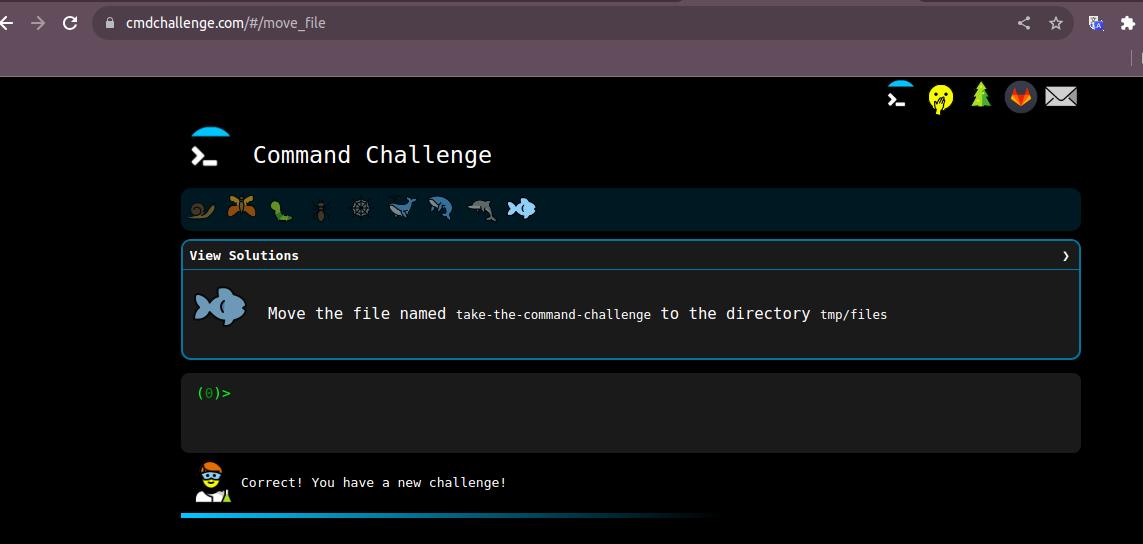 cmdchallenge.com/#/move_file
Command Challenge
View Solutions
Move the file named take-the-command-challenge to the directory tmp/files
(0)>
Correct! You have a new challenge!